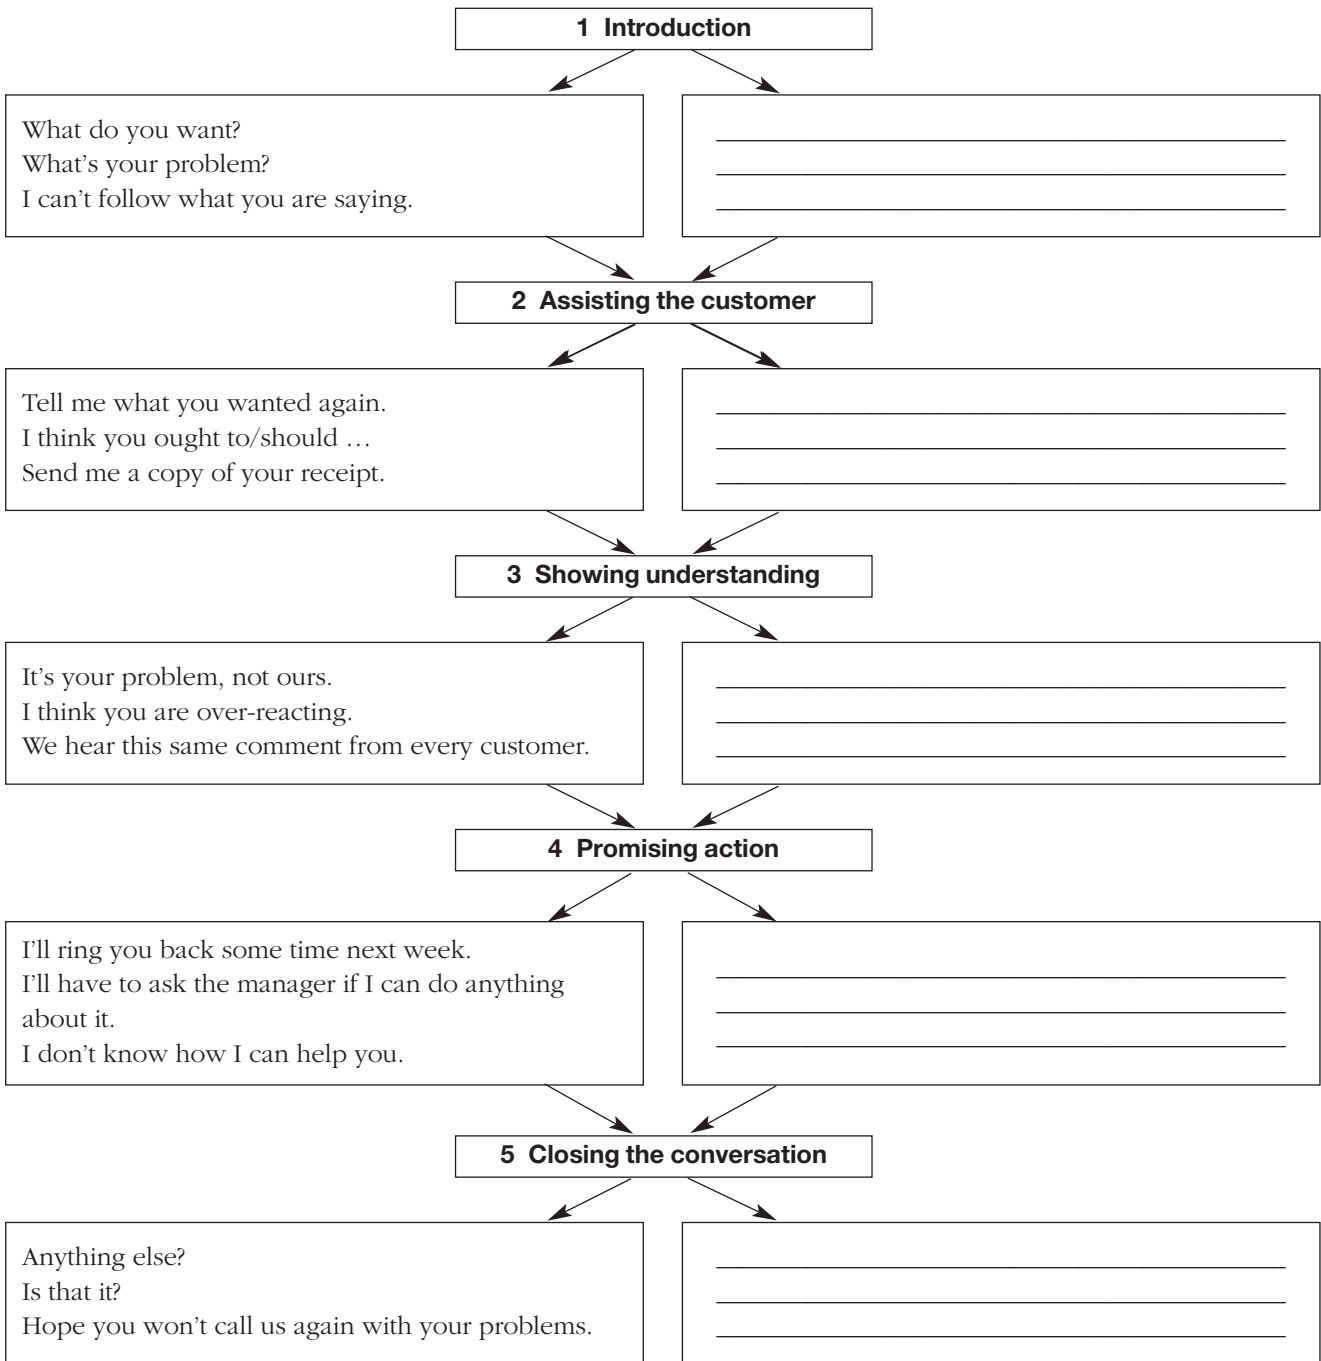 1 Introduction
What do you want?
What's your problem?
I can't follow what you are saying.
2 Assisting the customer
Tell me what you wanted again.
I think you ought to/should …
Send me a copy of your receipt.
3 Showing understanding
It's your problem, not ours.
I think you are over-reacting.
We hear this same comment from every customer.
4 Promising action
I'll ring you back some time next week.
I'll have to ask the manager if I can do anything
about it.
I don't know how I can help you.
5 Closing the conversation
Anything else?
Is that it?
Hope you won't call us again with your problems.